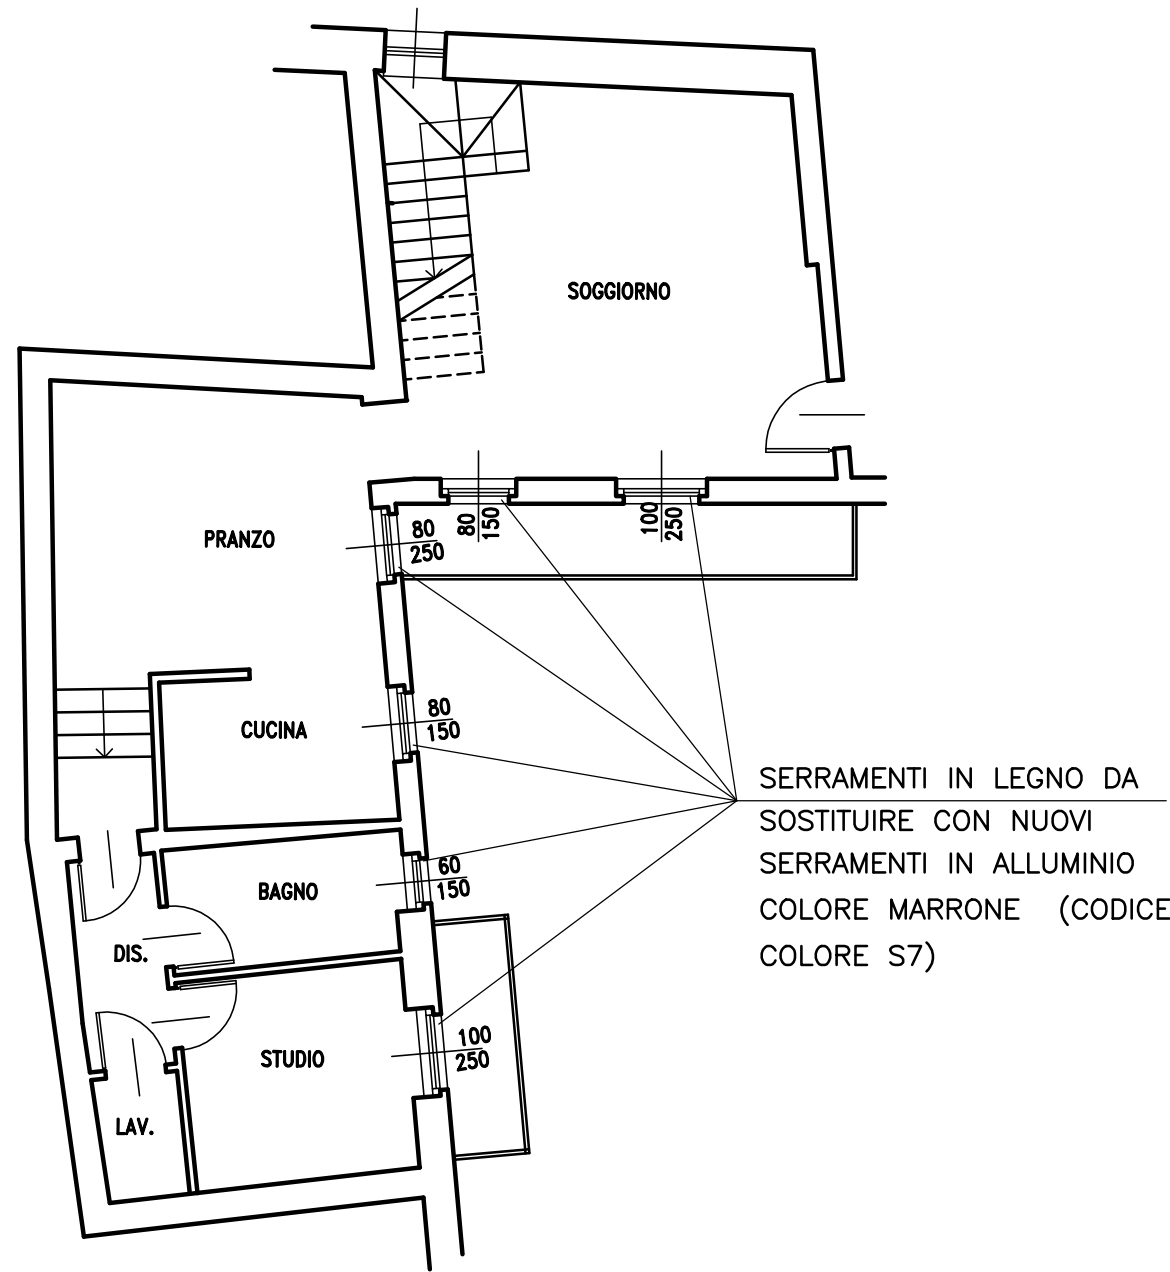 SOGGIORNO
80
150
100
250
PRANZO
80
250
CUCINA
80
150
SERRAMENTI IN LEGNO DA
SOSTITUIRE CON NUOVI
SERRAMENTI IN ALLUMINIO
COLORE MARRONE (CODICE
COLORE S7)
BAGNO
60
150
DIS.
STUDIO
100
250
LAV.